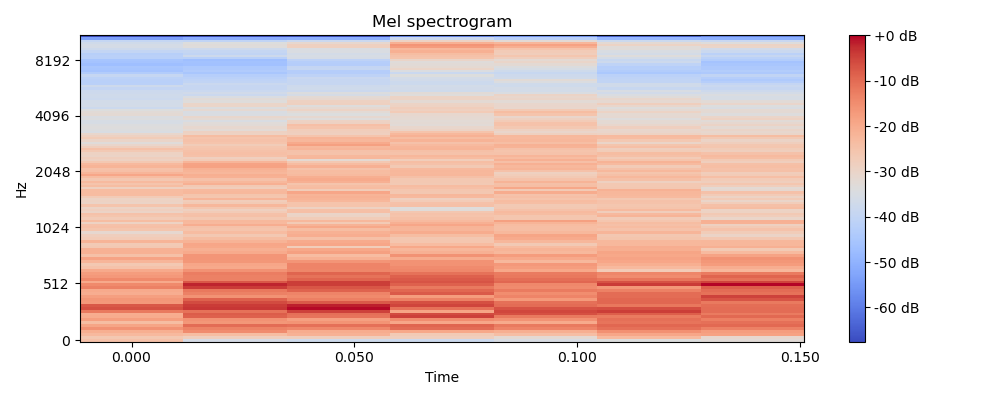 Mel spectrogram
Hz
8192
4096
2048
1024
512
0
0.000
0.050
0.100
0.150
Time
+0 dB
-10 dB
-20 dB
-30 dB
-40 dB
-50 dB
-60 dB